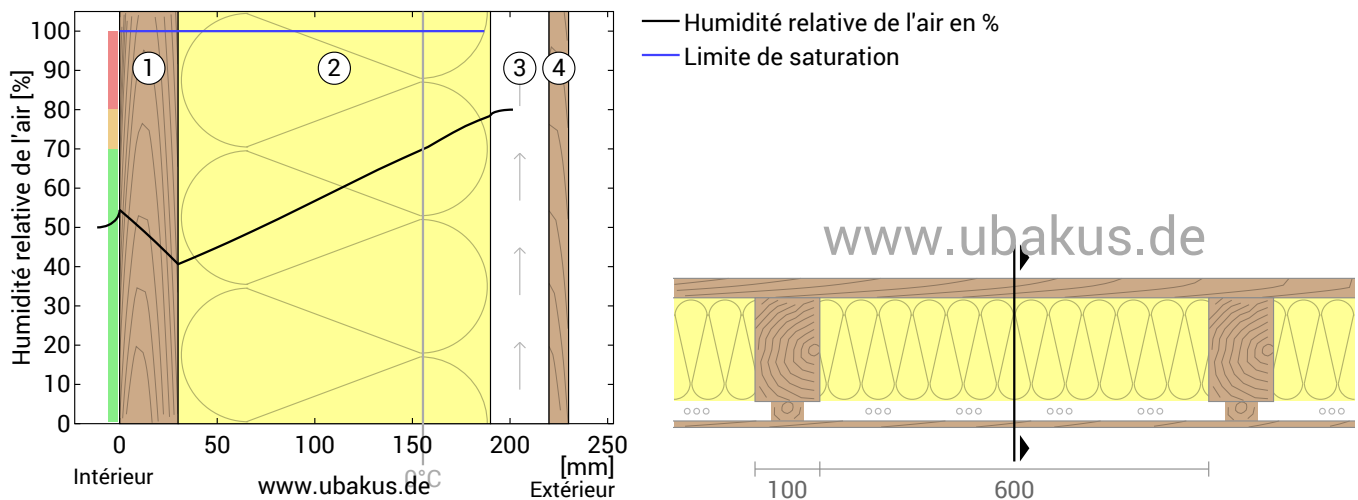 Humidité relative de l'air [%]
100
90
80
70
60
50
40
30
20
10
0
1
2
3
4
0
50
100
150
200
250
[mm]
Intérieur
www.ubakus.de
0°C
Extérieur
Humidité relative de l'air en %
Limite de saturation
www.ubakus.de
100
600